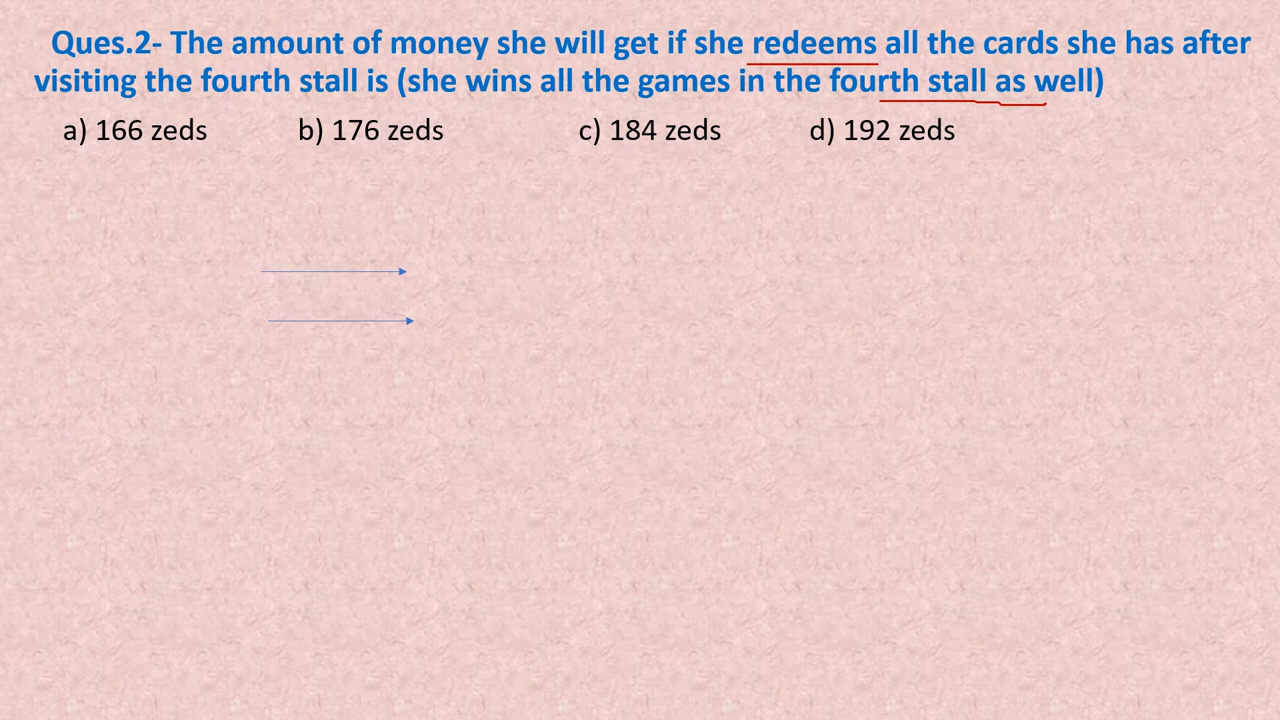 Ques.2- The amount of money she will get if she redeems all the cards she has after
visiting the fourth stall is (she wins all the games in the fourth stall as well)
a) 166 zeds b) 176 zeds c) 184 zeds d) 192 zeds